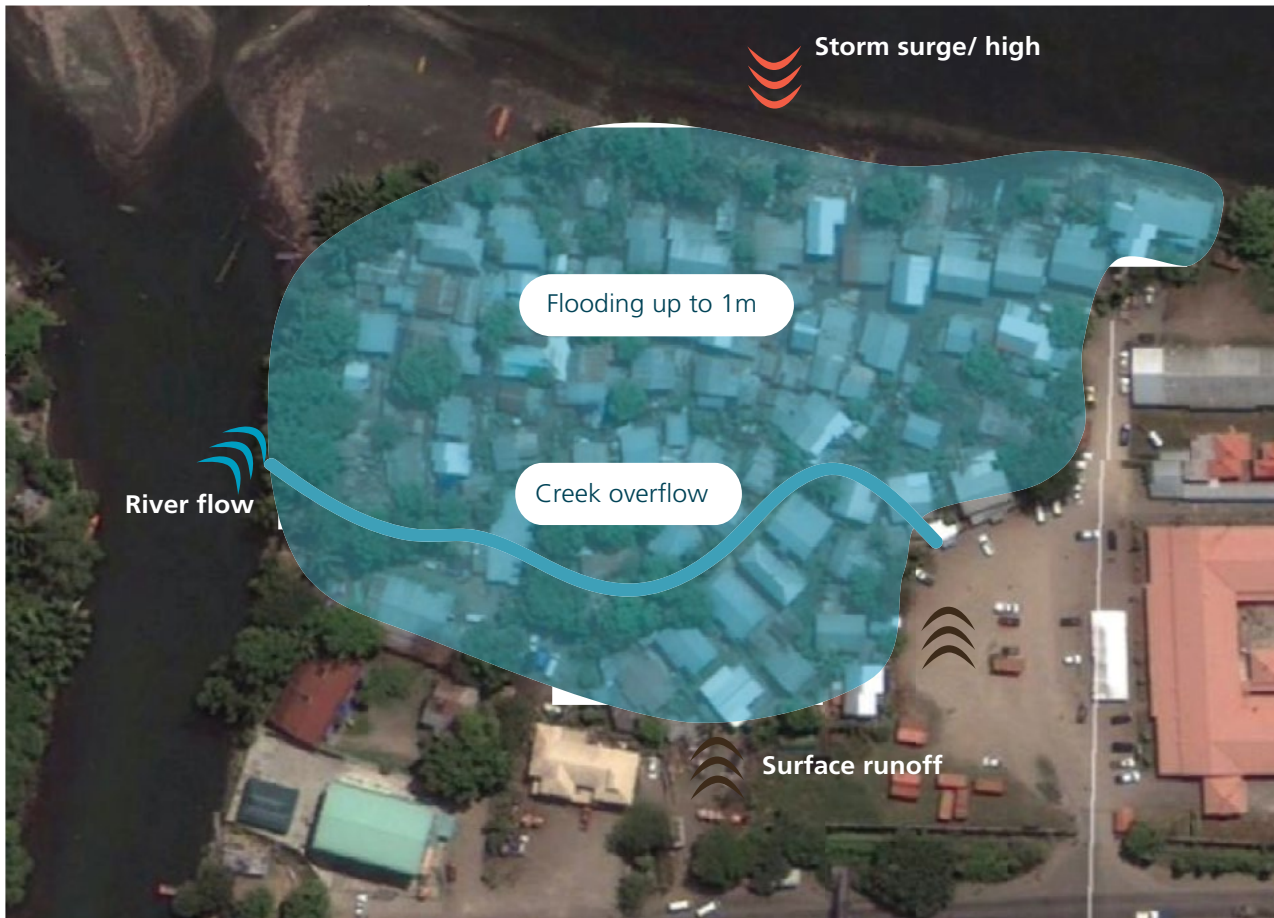 Storm surge/ high
Flooding up to 1m
Creek overflow
River flow
Surface runoff